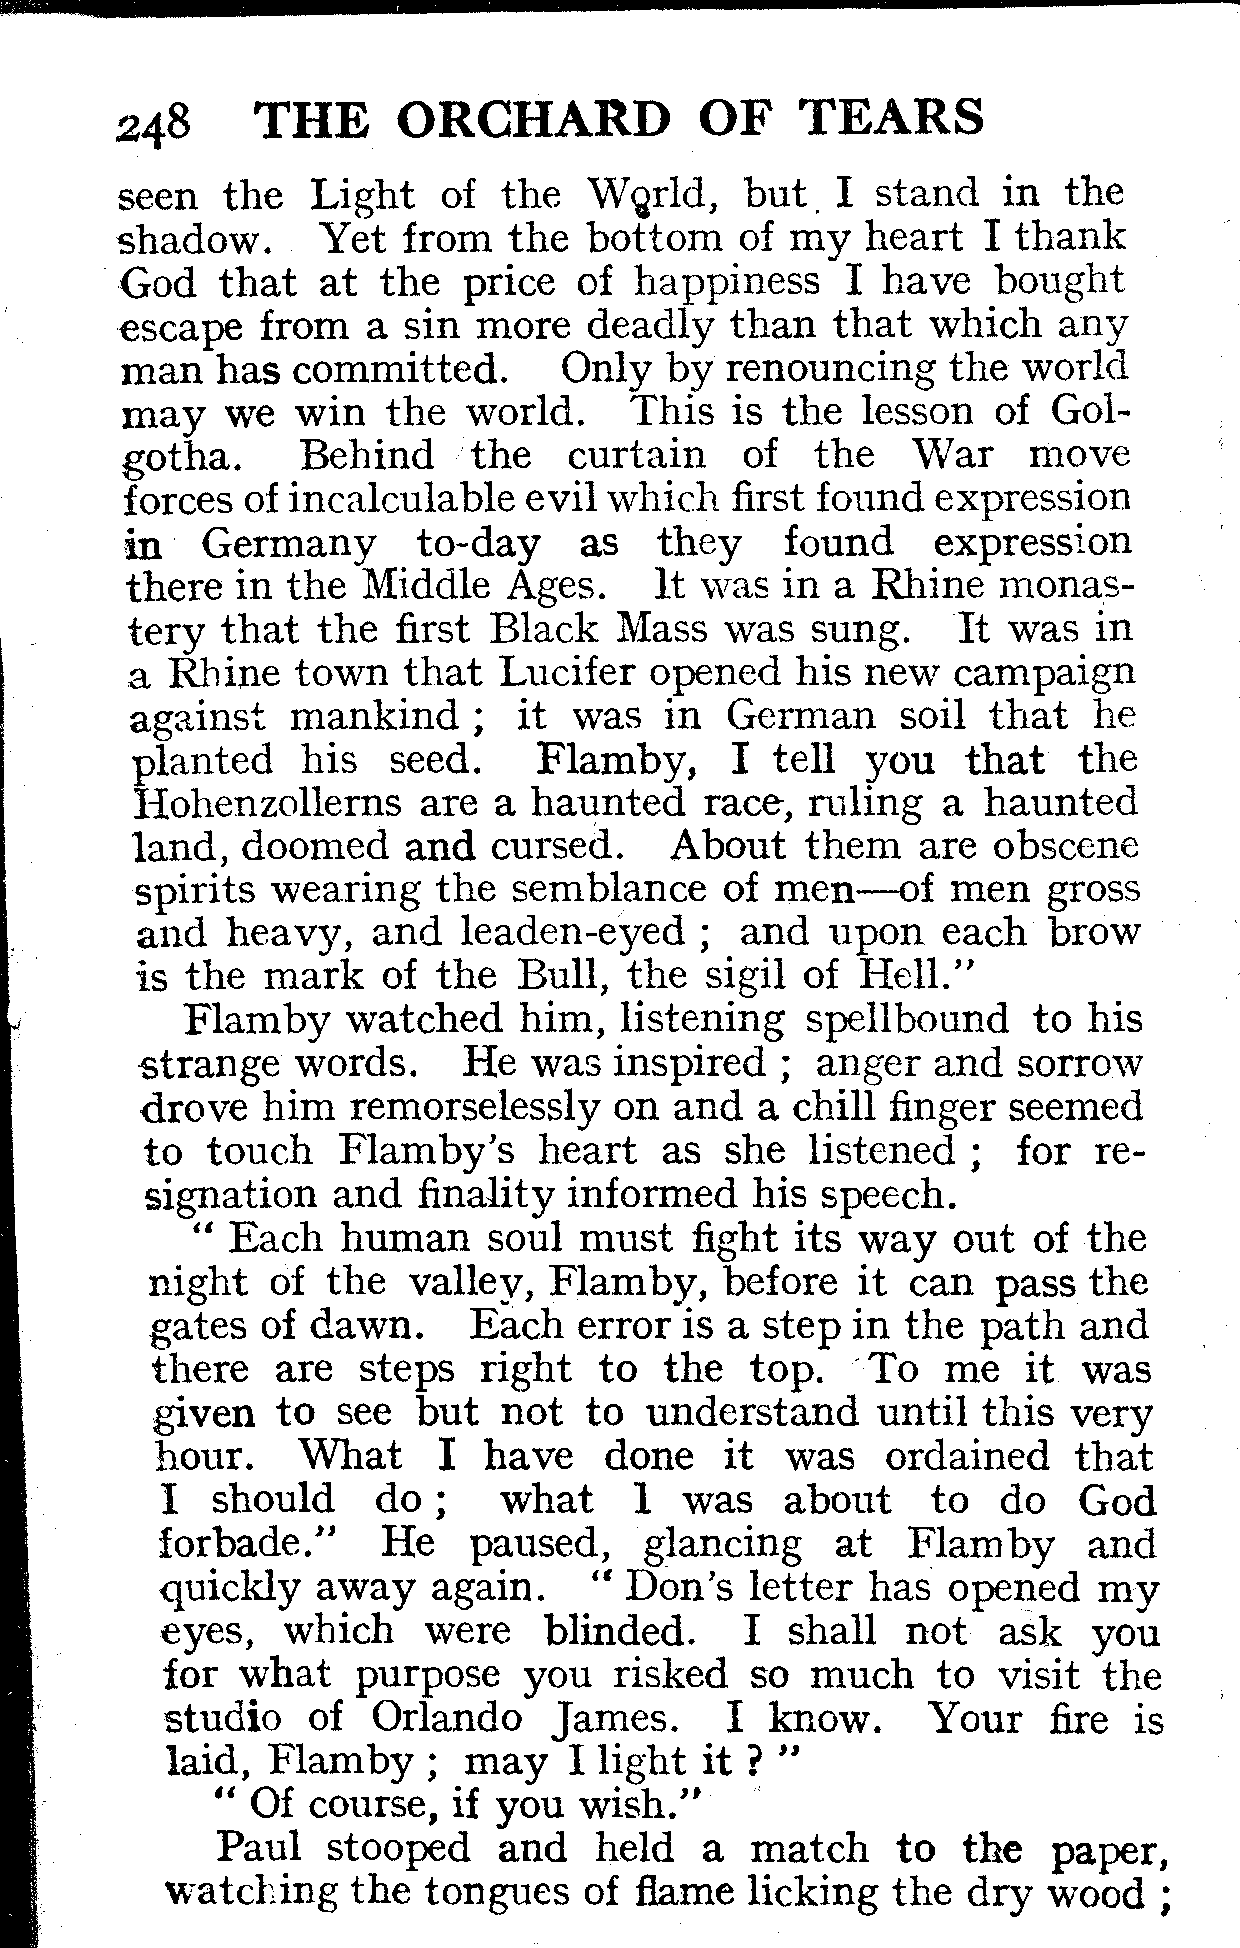 248 THE ORCHARD OF TEARS
seen the Light of the World, but I stand in the
shadow. Yet from the bottom of my heart I thank
God that at the price of happiness I have bought
escape from a sin more deadly than that which any
man has committed. Only by renouncing the world
may we win the world. This is the lesson of Gol-
gotha. Behind the curtain of the War move
forces of incalculable evil which first found expression
in Germany to-day as they found expression
there in the Middle Ages. It was in a Rhine monas-
tery that the first Black Mass was sung. It was in
a Rhine town that Lucifer opened his new campaign
against mankind ; it was in German soil that he
planted his seed. Flamby, I tell you that the
Hohenzollerns are a haunted race, ruling a haunted
land, doomed and cursed. About them are obscene
spirits wearing the semblance of men—of men gross
and heavy, and leaden-eyed ; and upon each brow
is the mark of the Bull, the sigil of Hell."
Flamby watched him, listening spellbound to his
strange words. He was inspired ; anger and sorrow
drove him remorselessly on and a chill finger seemed
to touch Flamby's heart as she listened ; for re-
signation and finality informed his speech.
" Each human soul must fight its way out of the
night of the valley, Flamby, before it can pass the
gates of dawn. Each error is a step in the path and
there are steps right to the top. To me it was
given to see but not to understand until this very
hour. What I have done it was ordained that
I should do ; what I was about to do God
forbade." He paused, glancing at Flamby and
quickly away again. " Don's letter has opened my
eyes, which were blinded. I shall not ask you
for what purpose you risked so much to visit the
studio of Orlando James. I know. Your fire is
laid, Flamby ; may I light it ? "
" Of course, if you wish."
Paul stooped and held a match to the paper,
watching the tongues of flame licking the dry wood ;